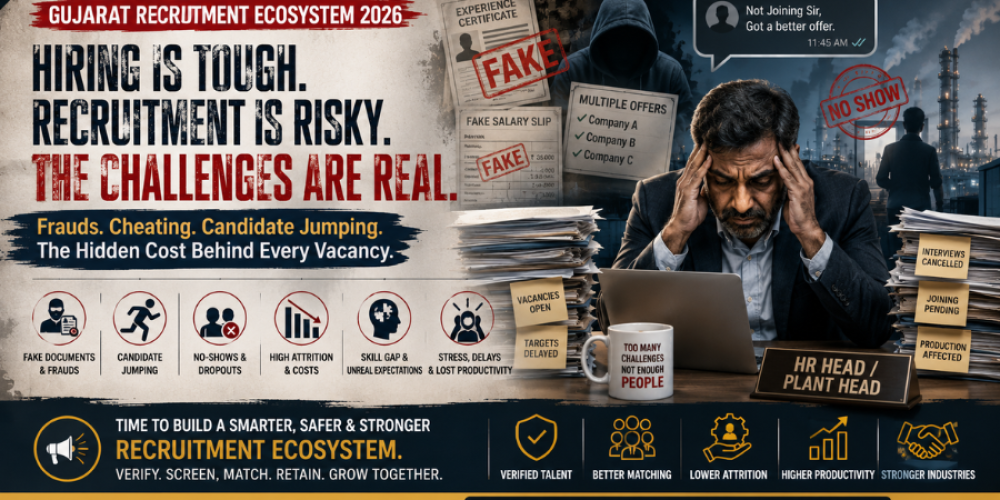 GUJARAT RECRUITMENT ECOSYSTEM 2026
HIRING IS TOUGH.
RECRUITMENT IS RISKY.
THE CHALLENGES ARE REAL.
Frauds. Cheating. Candidate Jumping.
The Hidden Cost Behind Every Vacancy.
FAKE DOCUMENTS
& FRAUDS
CANDIDATE
JUMPING
NO-SHOWS &
DROPOUTS
HIGH ATTRITION
& COSTS
SKILL GAP &
UNREAL EXPECTATIONS
STRESS, DELAYS
& LOST PRODUCTIVITY
EXPERIENCE
CERTIFICATE
FAKE
FAKE SALARY SLIP
FAKE
MULTIPLE OFFERS
✓ Company A
✓ Company B
✓ Company C
Not Joining Sir,
Got a better offer.
11:45 AM ✓✓
NO SHOW
VACANCIES
OPEN
TARGETS
DELAYED
TOO MANY
CHALLENGES
NOT ENOUGH
PEOPLE
INTERVIEWS
CANCELLED
JOINING
PENDING
PRODUCTION
AFFECTED
HR HEAD /
PLANT HEAD
TIME TO BUILD A SMARTER, SAFER & STRONGER
RECRUITMENT ECOSYSTEM.
VERIFY. SCREEN, MATCH. RETAIN. GROW TOGETHER.
VERIFIED TALENT
BETTER MATCHING
LOWER ATTRITION
HIGHER PRODUCTIVITY
STRONGER INDUSTRIES